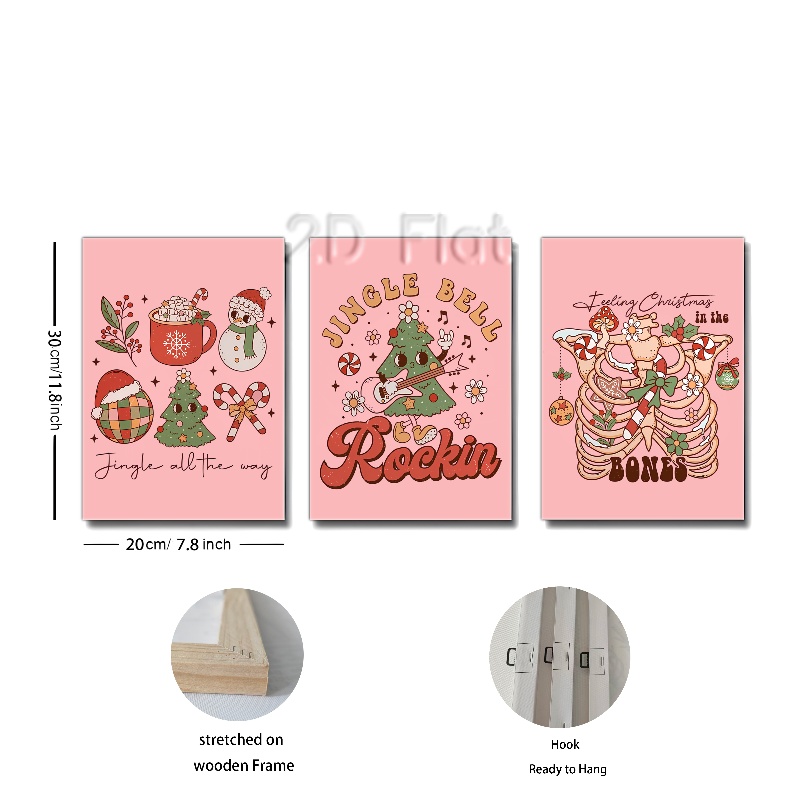 2D Flat
30cm/11.8inch
Jingle all the way
20cm/ 7.8 inch
JINGLE BELL
Rockin
Feeling Christmas
in the
BONES
stretched on
wooden Frame
Hook
Ready to Hang